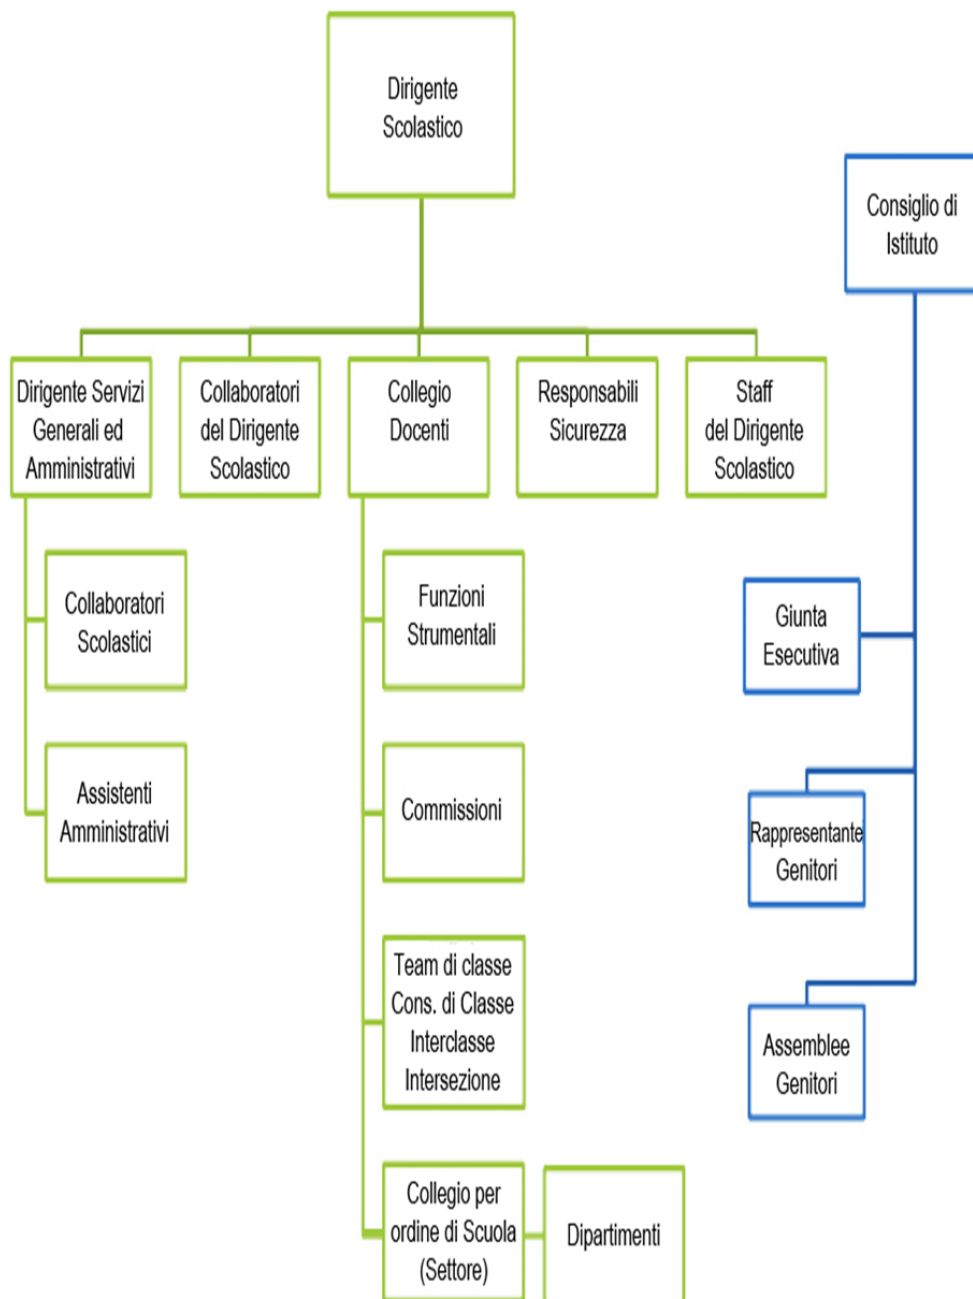 Dirigente
Scolastico
Consiglio di
Istituto
Dirigente Servizi
Generali ed
Amministrativi
Collaboratori
del Dirigente
Scolastico
Collegio
Docenti
Responsabili
Sicurezza
Staff
del Dirigente
Scolastico
Collaboratori
Scolastici
Funzioni
Strumentali
Giunta
Esecutiva
Assistenti
Amministrativi
Commissioni
Rappresentante
Genitori
Team di classe
Cons. di Classe
Interclasse
Intersezione
Assemblee
Genitori
Collegio per
ordine di Scuola
(Settore)
Dipartimenti